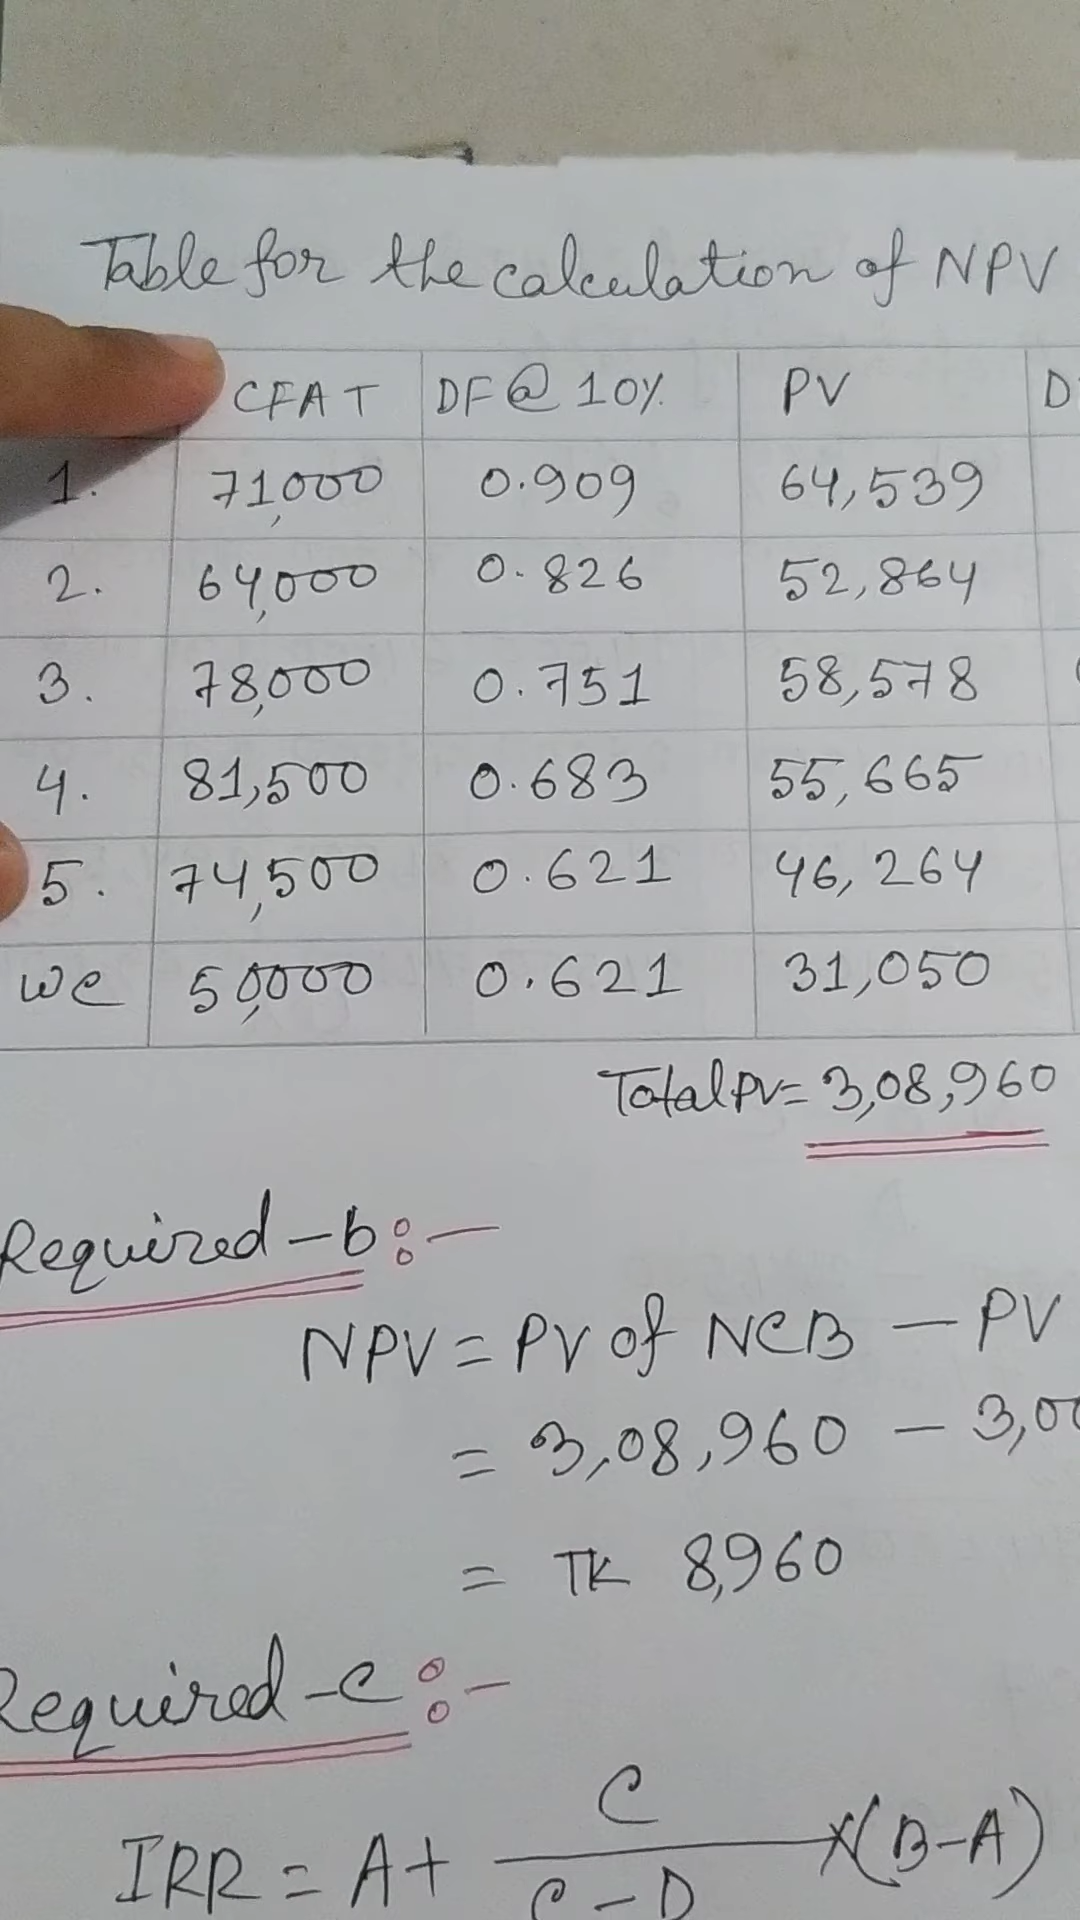 Table for the calculation of NPV
CFAT DF@ 10% PV D
1. 71,000 0.909 64,539
2. 64,000 0.826 52,864
3. 78,000 0.751 58,578
4. 81,500 0.683 55,665
5. 74,500 0.621 46,264
WC 50,000 0.621 31,050
Total PV= 3,08,960
Required-b:-
NPV = PV of NCB - PV
= 3,08,960 - 3,00
= TK 8,960
Required-C:-
IRR = A+ C / C-D ×(B-A)